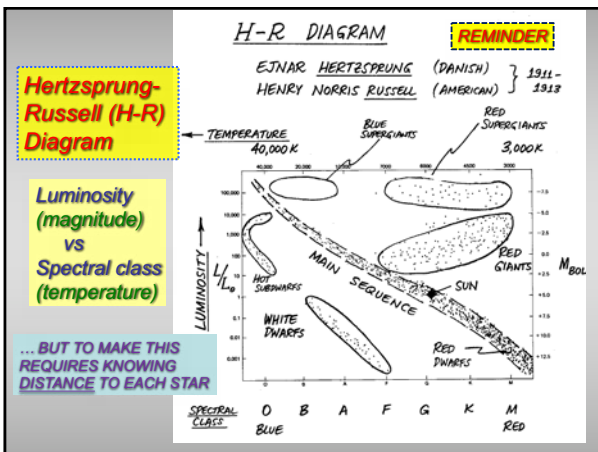 H-R DIAGRAM
REMINDER
EJNAR HERTZSPRUNG (DANISH)
HENRY NORRIS RUSSELL (AMERICAN)
1911-
1913
Hertzsprung-
Russell (H-R)
Diagram
TEMPERATURE
40,000K
BLUE
SUPERGIANTS
RED
SUPERGIANTS
3,000K
40,000 20,000 10,000 7000 6000 4500 3000
Luminosity
(magnitude)
vs
Spectral class
(temperature)
LUMINOSITY
L/L₀
100,000
10,000
1,000
100
10
1
0.1
0.01
0.001
-7.5
-5.0
-2.5
0.0
+2.5
+5.0
+7.5
+10.0
+12.5
MBOL
HOT
SUBDWARFS
MAIN SEQUENCE
RED
GIANTS
SUN
WHITE
DWARFS
RED
DWARFS
... BUT TO MAKE THIS
REQUIRES KNOWING
DISTANCE TO EACH STAR
O B A F G K M
SPECTRAL
CLASS
O B A F G K M
BLUE RED